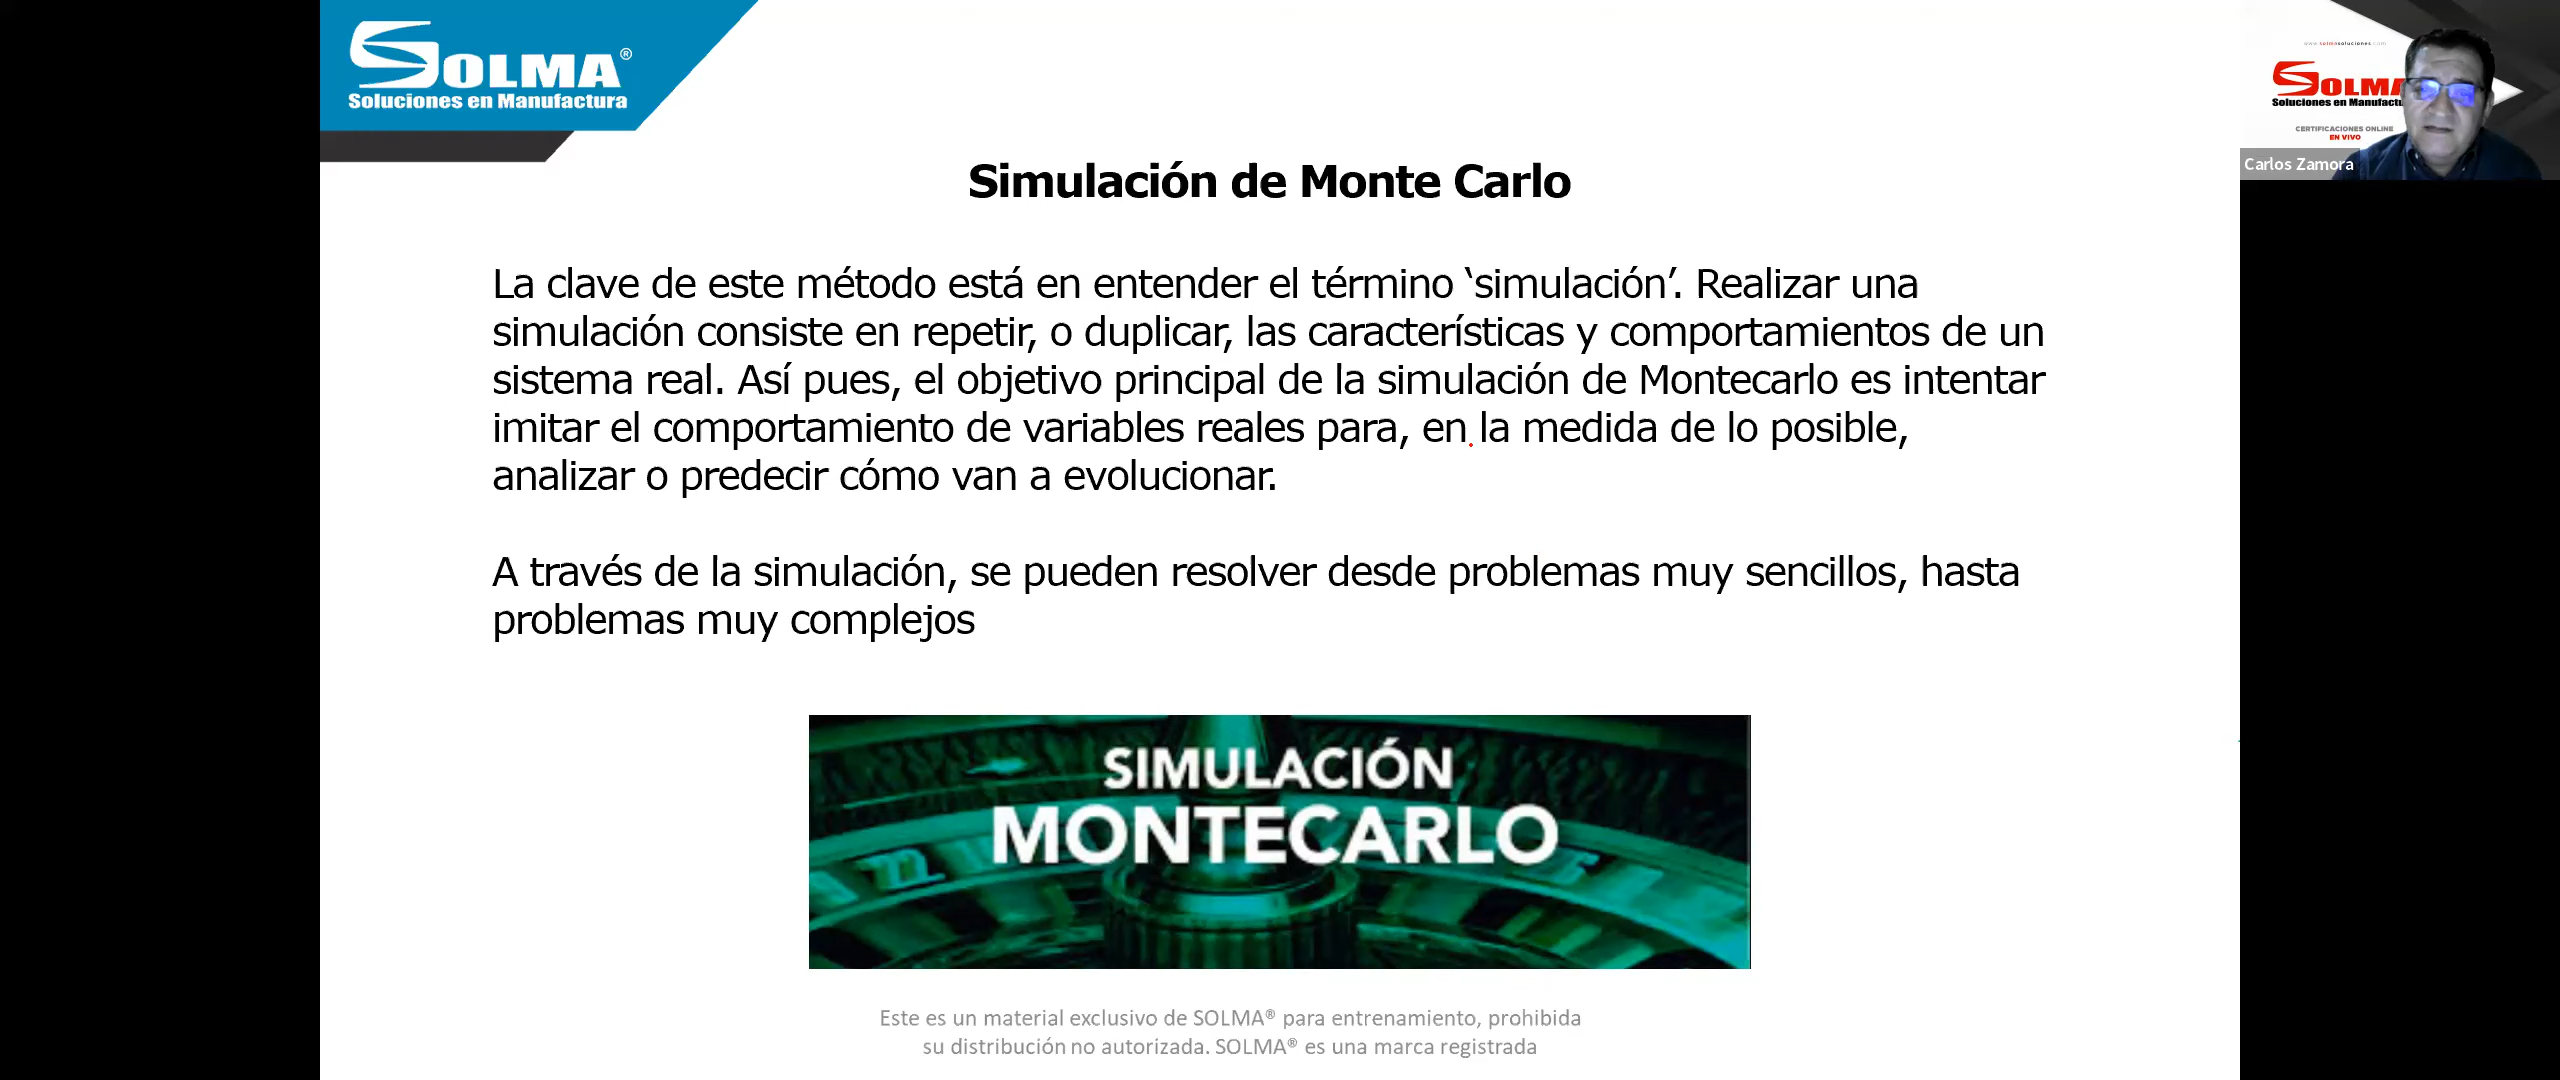 SOLMA®
Soluciones en Manufactura
www.solmasoluciones.com
SOLMA
Soluciones en Manufactu
CERTIFICACIONES ONLINE
EN VIVO
Carlos Zamora
Simulación de Monte Carlo
La clave de este método está en entender el término ‘simulación’. Realizar una
simulación consiste en repetir, o duplicar, las características y comportamientos de un
sistema real. Así pues, el objetivo principal de la simulación de Montecarlo es intentar
imitar el comportamiento de variables reales para, en la medida de lo posible,
analizar o predecir cómo van a evolucionar.
A través de la simulación, se pueden resolver desde problemas muy sencillos, hasta
problemas muy complejos
SIMULACIÓN
MONTECARLO
Este es un material exclusivo de SOLMA® para entrenamiento, prohibida
su distribución no autorizada. SOLMA® es una marca registrada